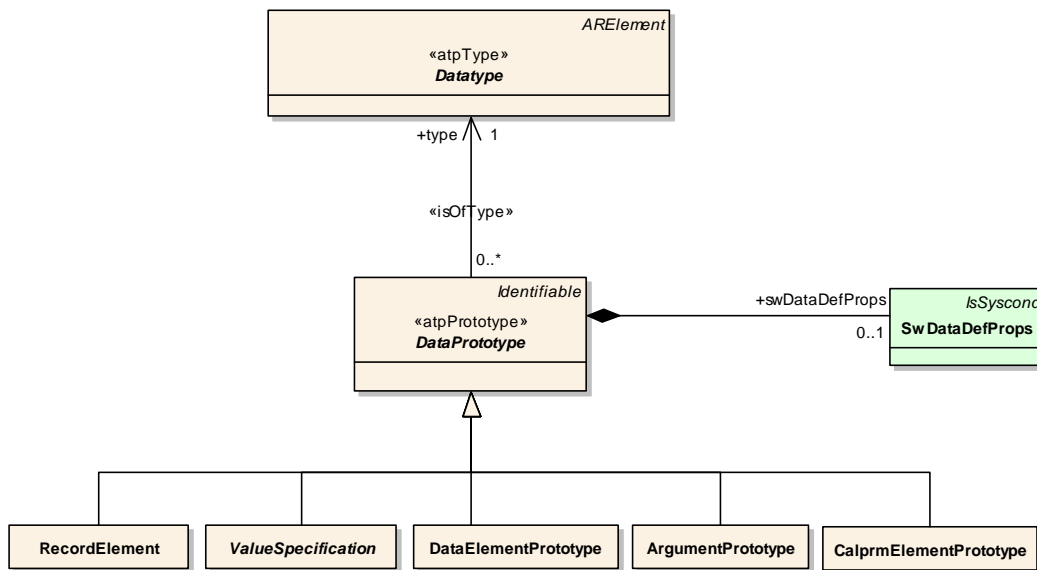 ARElement
«atpType»
Datatype
+type 1
«isOfType»
0..*
Identifiable
«atpPrototype»
DataPrototype
+swDataDefProps
0..1
IsSyscond
SwDataDefProps
RecordElement
ValueSpecification
DataElementPrototype
ArgumentPrototype
CalprmElementPrototype